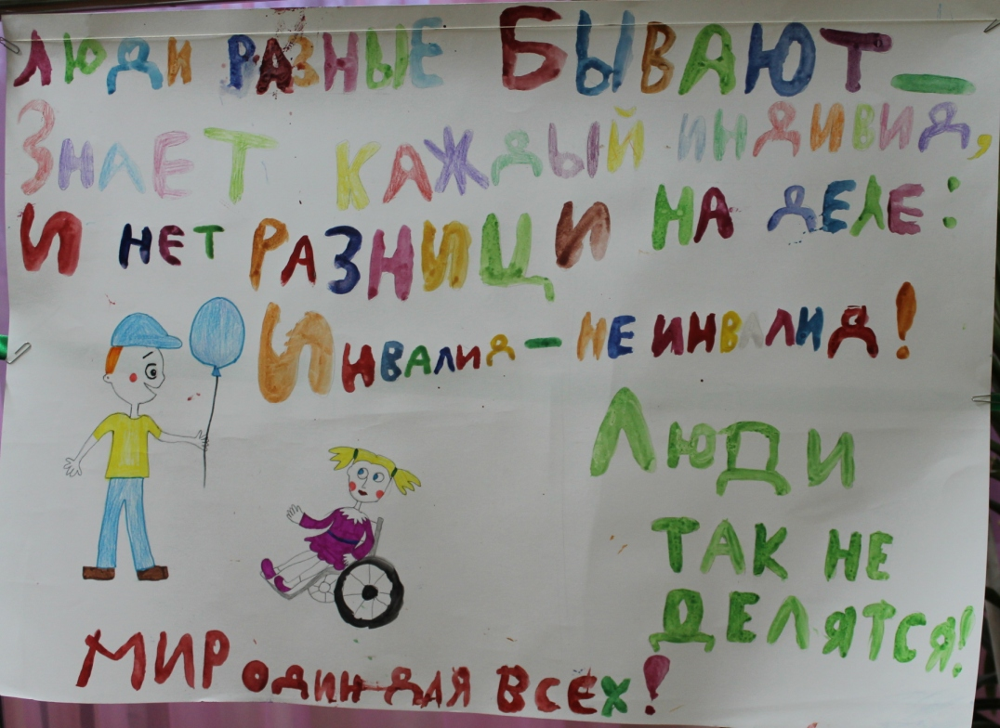 ЛЮДИ РАЗНЫЕ БЫВАЮТ —
ЗНАЕТ КАЖДЫЙ ИНДИВИД,
И НЕТ РАЗНИЦИ НА ДЕЛЕ:
ИНВАЛИД — НЕ ИНВАЛИД!
ЛЮДИ
ТАК НЕ
ДЕЛЯТСЯ!
МИР ОДИН ДЛЯ ВСЕХ!